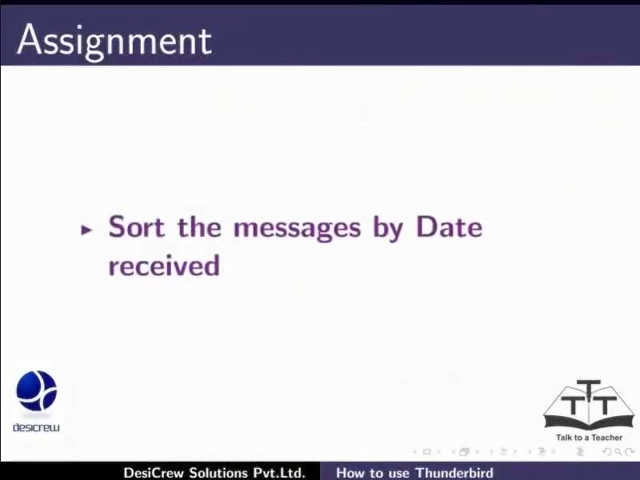 Assignment
Sort the messages by Date
received
desicrew
TTT
Talk to a Teacher
DesiCrew Solutions Pvt.Ltd. How to use Thunderbird